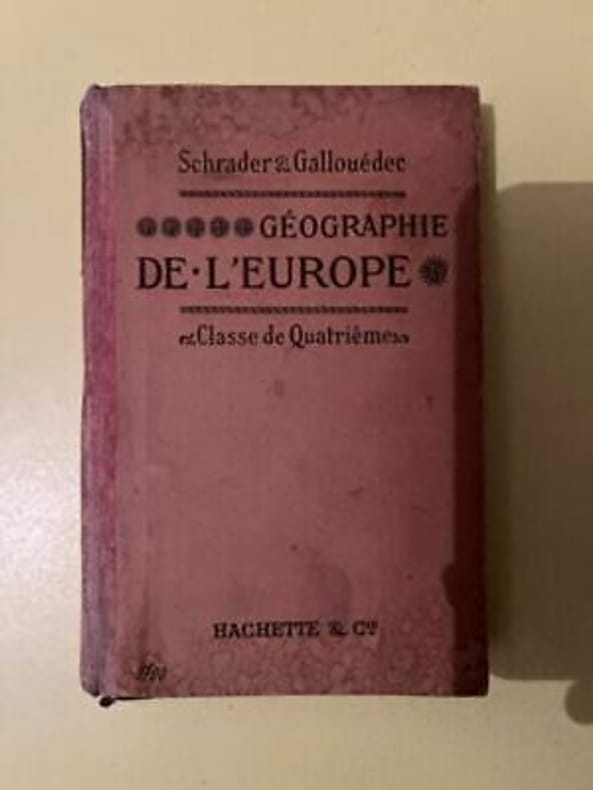 Schrader & Gallouédec
GÉOGRAPHIE
DE·L'EUROPE
Classe de Quatrième
HACHETTE & Cie